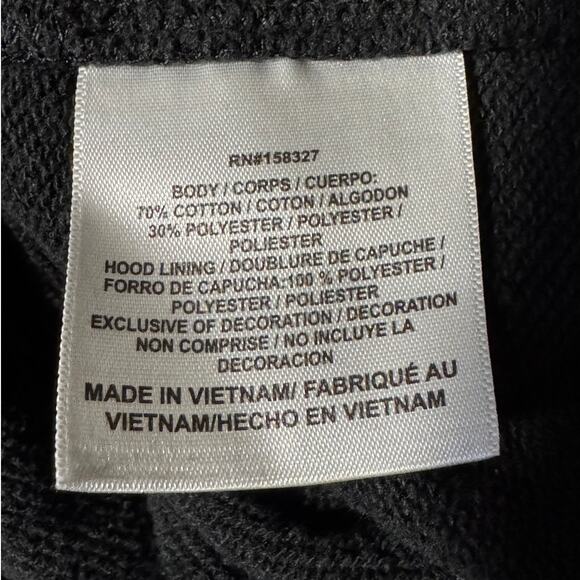 RN#158327
BODY / CORPS / CUERPO:
70% COTTON / COTON / ALGODON
30% POLYESTER / POLYESTER /
POLIESTER
HOOD LINING / DOUBLURE DE CAPUCHE /
FORRO DE CAPUCHA:100 % POLYESTER /
POLYESTER / POLIESTER
EXCLUSIVE OF DECORATION / DECORATION
NON COMPRISE / NO INCLUYE LA
DECORACION
MADE IN VIETNAM/ FABRIQUÉ AU
VIETNAM/HECHO EN VIETNAM